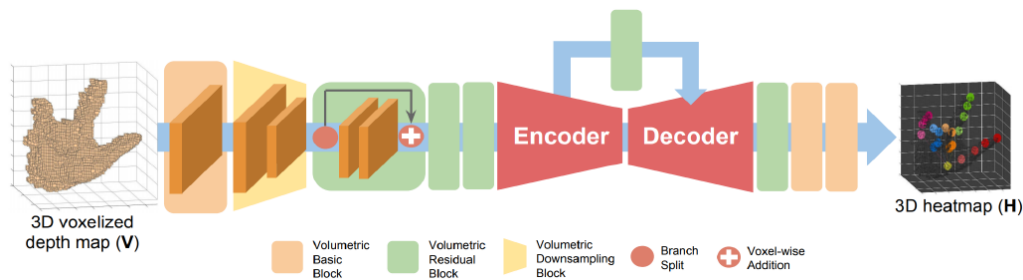 Encoder
Decoder
3D voxelized
depth map (V)
3D heatmap (H)
Volumetric
Basic
Block
Volumetric
Residual
Block
Volumetric
Downsampling
Block
Branch
Split
Voxel-wise
Addition